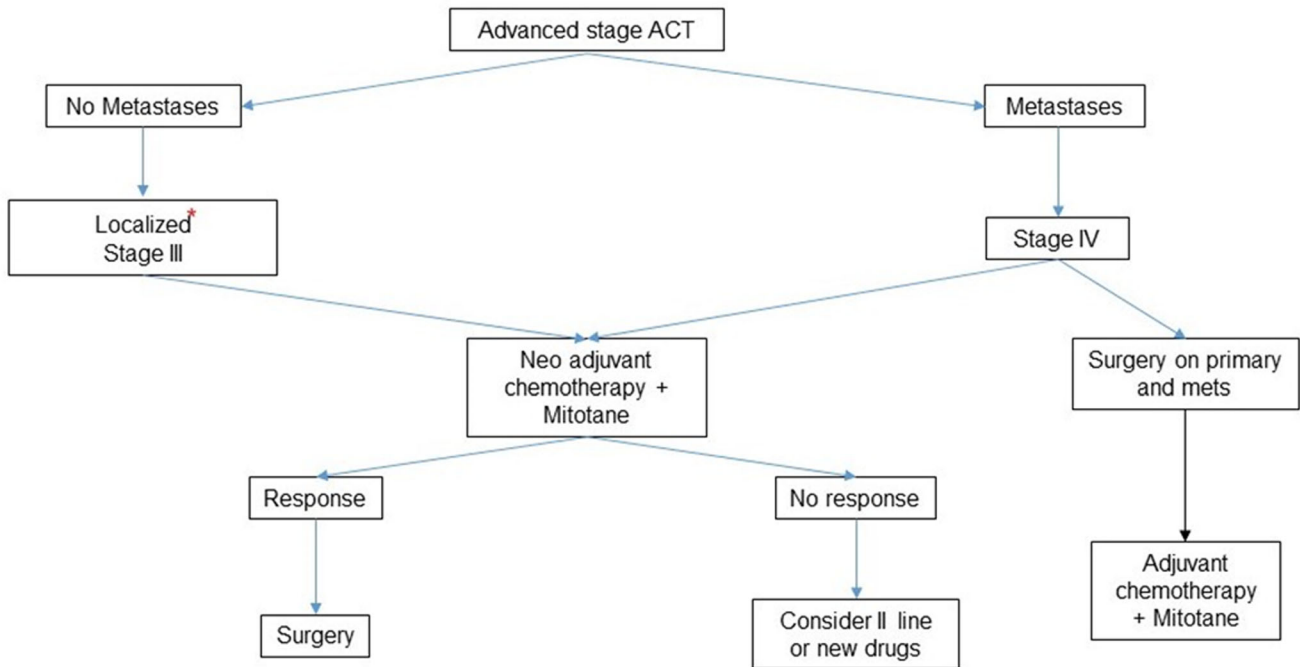 Advanced stage ACT
No Metastases
Metastases
Localized*
Stage III
Stage IV
Neo adjuvant
chemotherapy +
Mitotane
Surgery on primary
and mets
Response
No response
Adjuvant
chemotherapy
+ Mitotane
Surgery
Consider II line
or new drugs